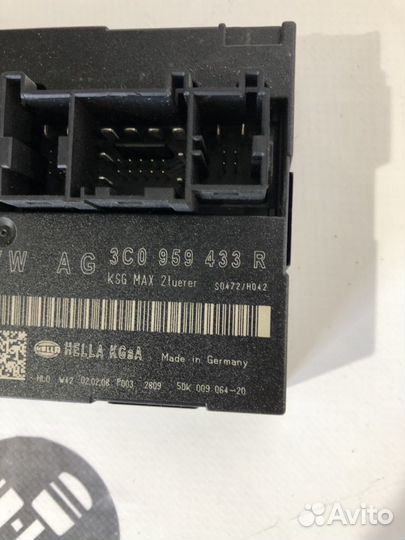 W AG 3C0 959 433 R
KSG MAX 2tuerer S0472/H042
HELLA HELLA KGaA Made in Germany
HLO W42 02.02.08 F003 2809 5DK 009 064-20
Avito